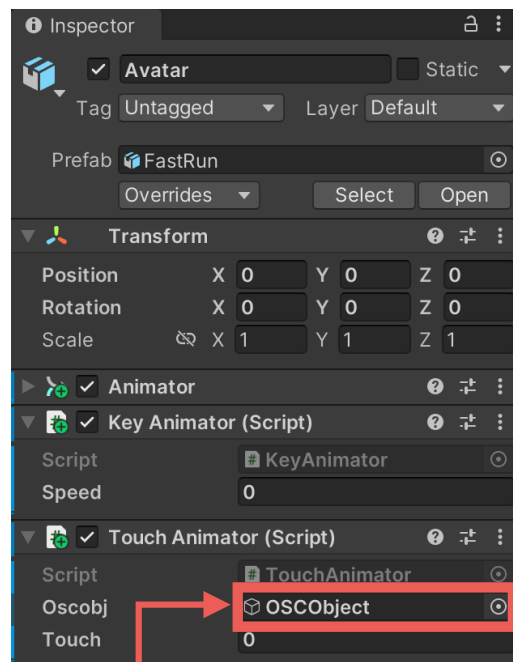 Inspector
Avatar Static
Tag Untagged Layer Default
Prefab FastRun
Overrides Select Open
Transform
Position X 0 Y 0 Z 0
Rotation X 0 Y 0 Z 0
Scale X 1 Y 1 Z 1
Animator
Key Animator (Script)
Script # KeyAnimator
Speed 0
Touch Animator (Script)
Script # TouchAnimator
Oscobj OSCObject
Touch 0